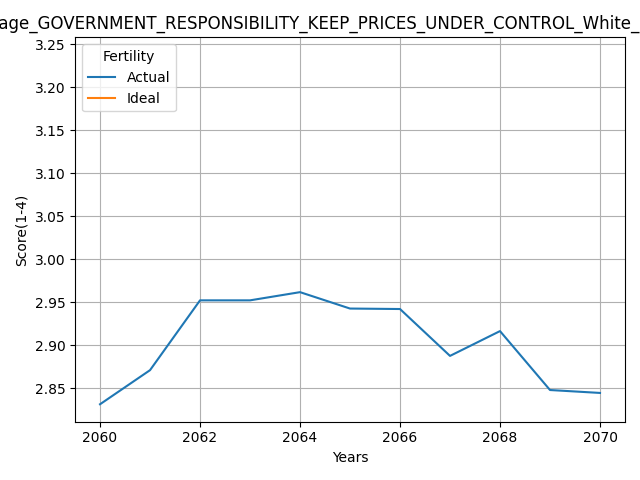 age_GOVERNMENT_RESPONSIBILITY_KEEP_PRICES_UNDER_CONTROL_White_
Fertility
Actual
Ideal
3.25
3.20
3.15
3.10
3.05
3.00
2.95
2.90
2.85
Score(1-4)
2060 2062 2064 2066 2068 2070
Years